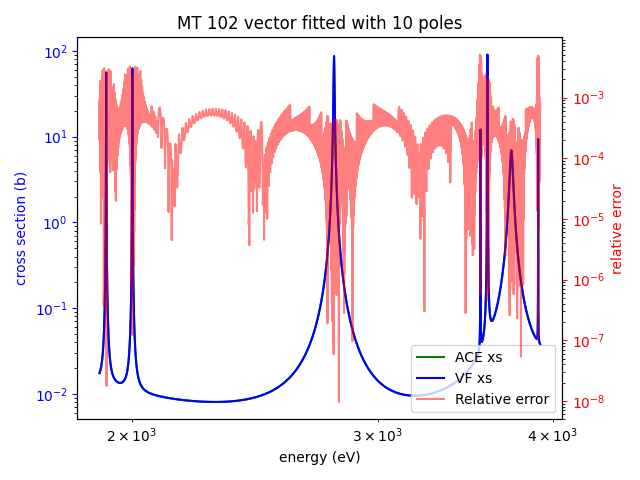 MT 102 vector fitted with 10 poles
cross section (b)
10²
10¹
10⁰
10⁻¹
10⁻²
10⁻³
10⁻⁴
10⁻⁵
10⁻⁶
10⁻⁷
10⁻⁸
relative error
ACE xs
VF xs
Relative error
2 × 10³
3 × 10³
4 × 10³
energy (eV)